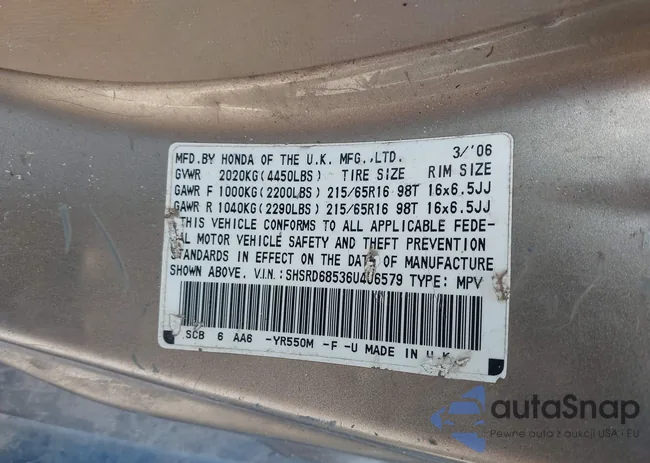 MFD.BY HONDA OF THE U.K. MFG.,LTD. 3/'06
GVWR 2020KG(4450LBS) TIRE SIZE RIM SIZE
GAWR F 1000KG(2200LBS) 215/65R16 98T 16x6.5JJ
GAWR R 1040KG(2290LBS) 215/65R16 98T 16x6.5JJ
THIS VEHICLE CONFORMS TO ALL APPLICABLE FEDE-
RAL MOTOR VEHICLE SAFETY AND THEFT PREVENTION
STANDARDS IN EFFECT ON THE DATE OF MANUFACTURE
SHOWN ABOVE. V.I.N.:SHSRD68536U406579 TYPE: MPV
SCB 6 AA6 -YR550M -F -U MADE IN U.K.
autaSnap
Pewne auta z aukcji USA - EU